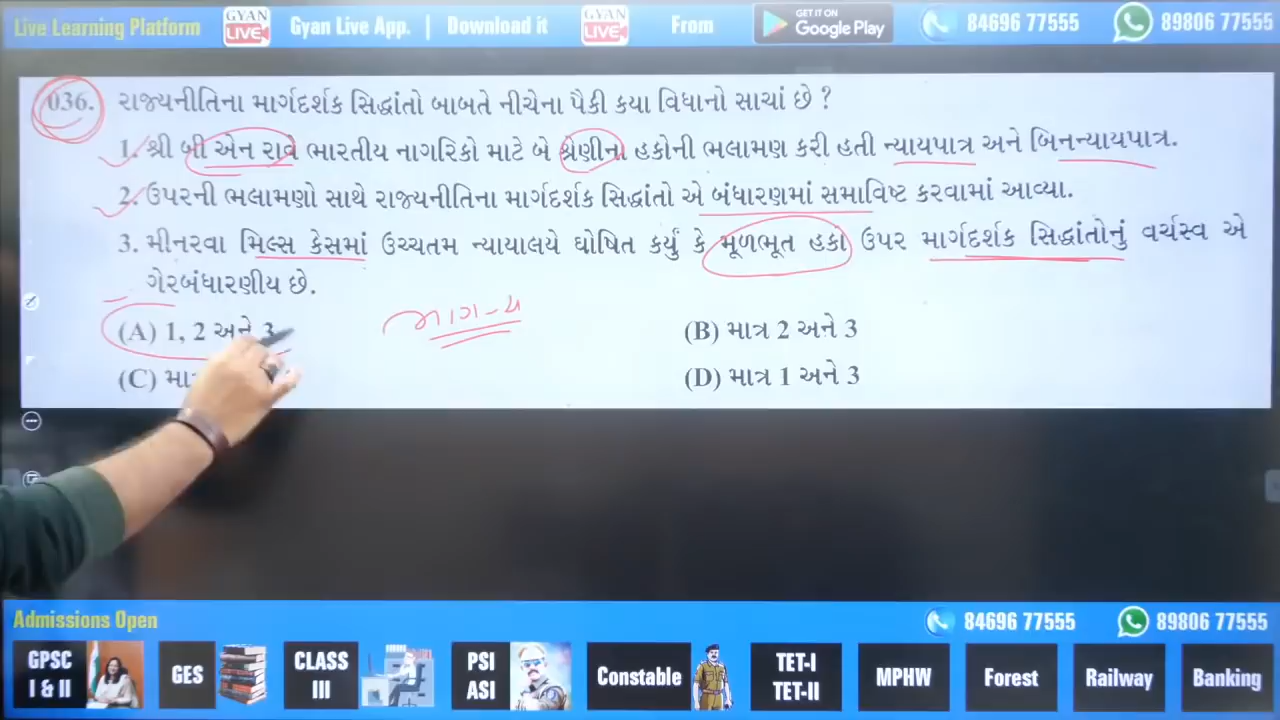 Live Learning Platform
GYAN LIVE
Gyan Live App. | Download it
GYAN LIVE
From
GET IT ON Google Play
84696 77555
89806 77555
036. રાજ્યનીતિના માર્ગદર્શક સિદ્ધાંતો બાબતે નીચેના પૈકી કયા વિધાનો સાચાં છે ?
1. શ્રી બી એન રાવે ભારતીય નાગરિકો માટે બે શ્રેણીના હકોની ભલામણ કરી હતી ન્યાયપાત્ર અને બિનન્યાયપાત્ર.
2. ઉપરની ભલામણો સાથે રાજ્યનીતિના માર્ગદર્શક સિદ્ધાંતો એ બંધારણમાં સમાવિષ્ટ કરવામાં આવ્યા.
3. મીનરવા મિલ્સ કેસમાં ઉચ્ચતમ ન્યાયાલયે ઘોષિત કર્યું કે મૂળભૂત હકો ઉપર માર્ગદર્શક સિદ્ધાંતોનું વર્ચસ્વ એ
ગેરબંધારણીય છે.
ભાગ-૪
(A) 1, 2 અને 3
(B) માત્ર 2 અને 3
(C)
(D) માત્ર 1 અને 3
Admissions Open
84696 77555
89806 77555
GPSC I & II
GES
CLASS III
PSI ASI
Constable
TET-I TET-II
MPHW
Forest
Railway
Banking